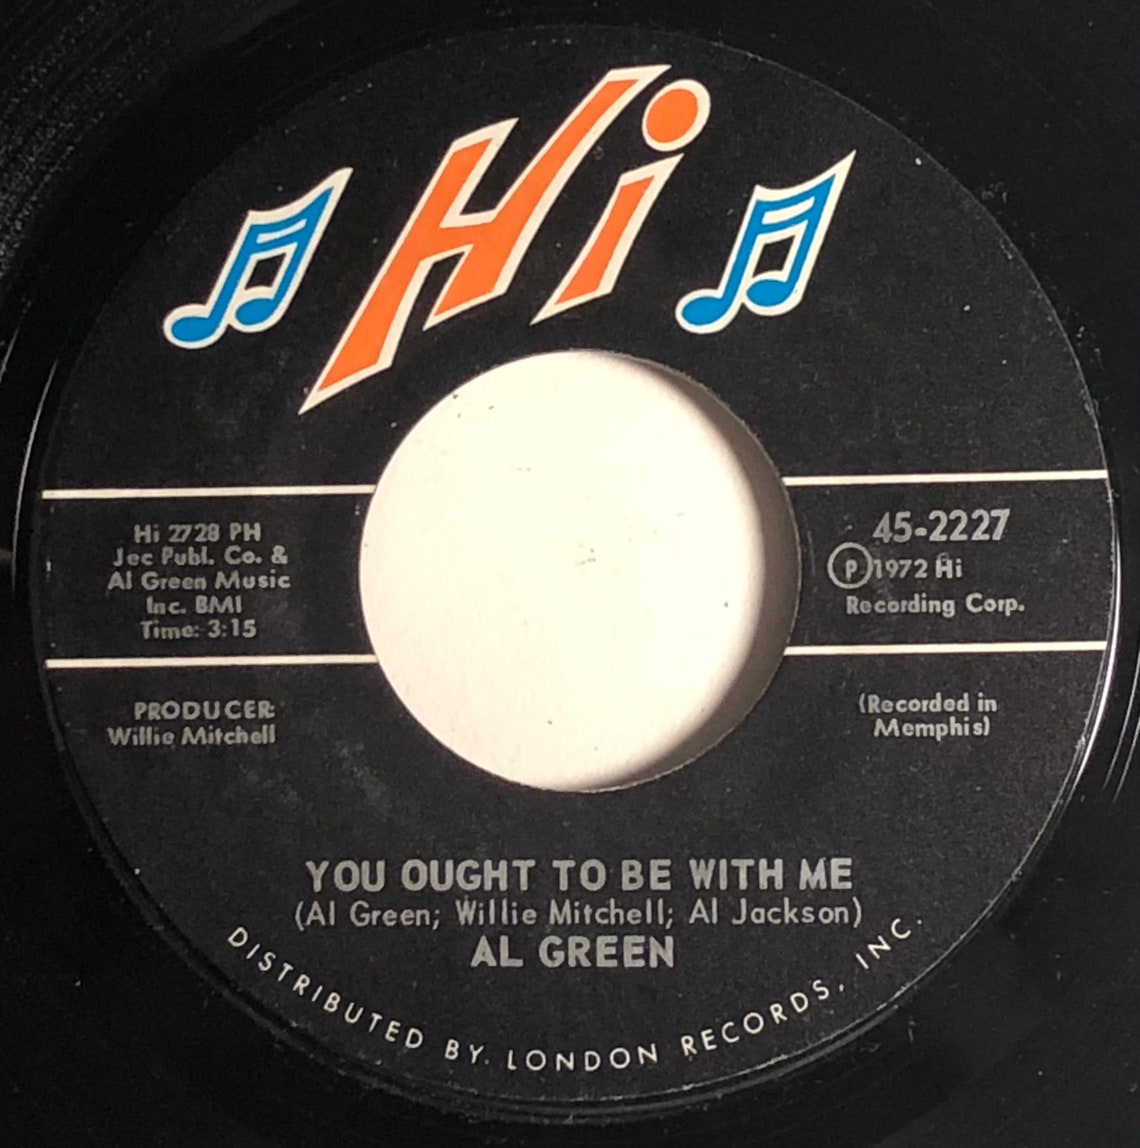 Hi
Hi 2728 PH
Jec Publ. Co. &
Al Green Music
Inc. BMI
Time: 3:15
45-2227
Ⓟ1972 Hi
Recording Corp.
PRODUCER:
Willie Mitchell
(Recorded in
Memphis)
YOU OUGHT TO BE WITH ME
(Al Green; Willie Mitchell; Al Jackson)
AL GREEN
DISTRIBUTED BY. LONDON RECORDS, INC.